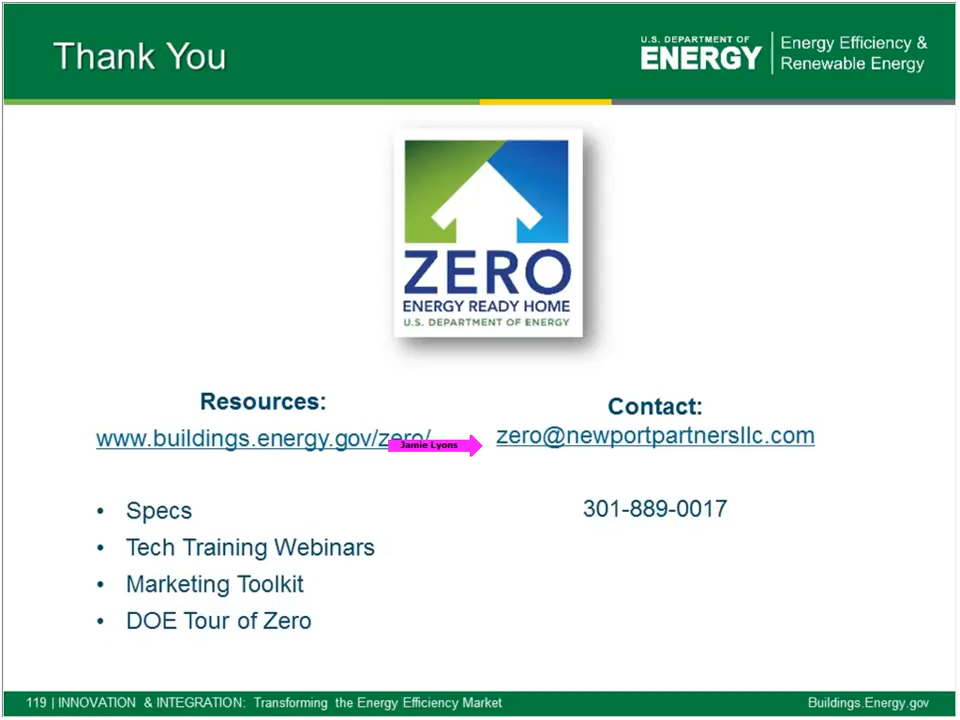 Thank You
U.S. DEPARTMENT OF
ENERGY
Energy Efficiency &
Renewable Energy
ZERO
ENERGY READY HOME
U.S. DEPARTMENT OF ENERGY
Resources:
www.buildings.energy.gov/zero/
Jamie Lyons
• Specs
• Tech Training Webinars
• Marketing Toolkit
• DOE Tour of Zero
Contact:
zero@newportpartnersllc.com
301-889-0017
119 | INNOVATION & INTEGRATION: Transforming the Energy Efficiency Market
Buildings.Energy.gov